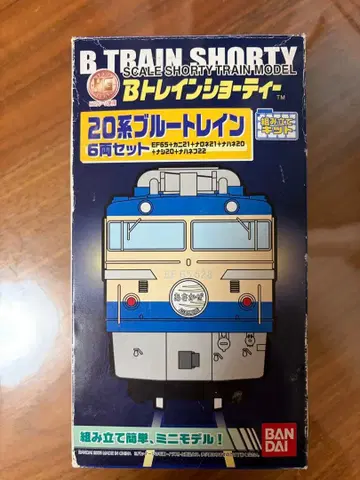 B TRAIN SHORTY
SCALE SHORTY TRAIN MODEL
Bトレインショーティー™
20系ブルートレイン
6両セット
EF65+カニ21+ナロネ21+ナハネ20
+ナシ20+ナハネフ22
組み立て
キット
あさかぜ
組み立て簡単、ミニモデル!
BAN
DAI